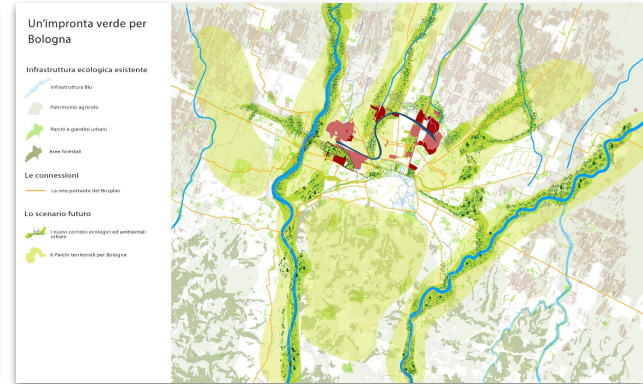 Un'impronta verde per
Bologna
Infrastruttura ecologica esistente
Infrastruttura Blu
Patrimonio agricolo
Parchi e giardini urbani
Aree forestali
Le connessioni
La rete portante del Biciplan
Lo scenario futuro
I nuovi corridoi ecologici ed ambientali
urbani
6 Parchi territoriali per Bologna